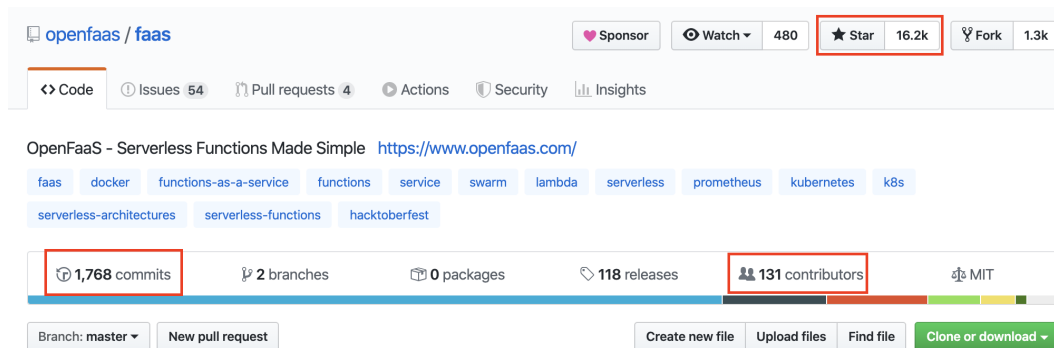 openfaas / faas
Sponsor Watch 480 Star 16.2k Fork 1.3k
Code Issues 54 Pull requests 4 Actions Security Insights
OpenFaaS - Serverless Functions Made Simple https://www.openfaas.com/
faas docker functions-as-a-service functions service swarm lambda serverless prometheus kubernetes k8s
serverless-architectures serverless-functions hacktoberfest
1,768 commits 2 branches 0 packages 118 releases 131 contributors MIT
Branch: master New pull request Create new file Upload files Find file Clone or download